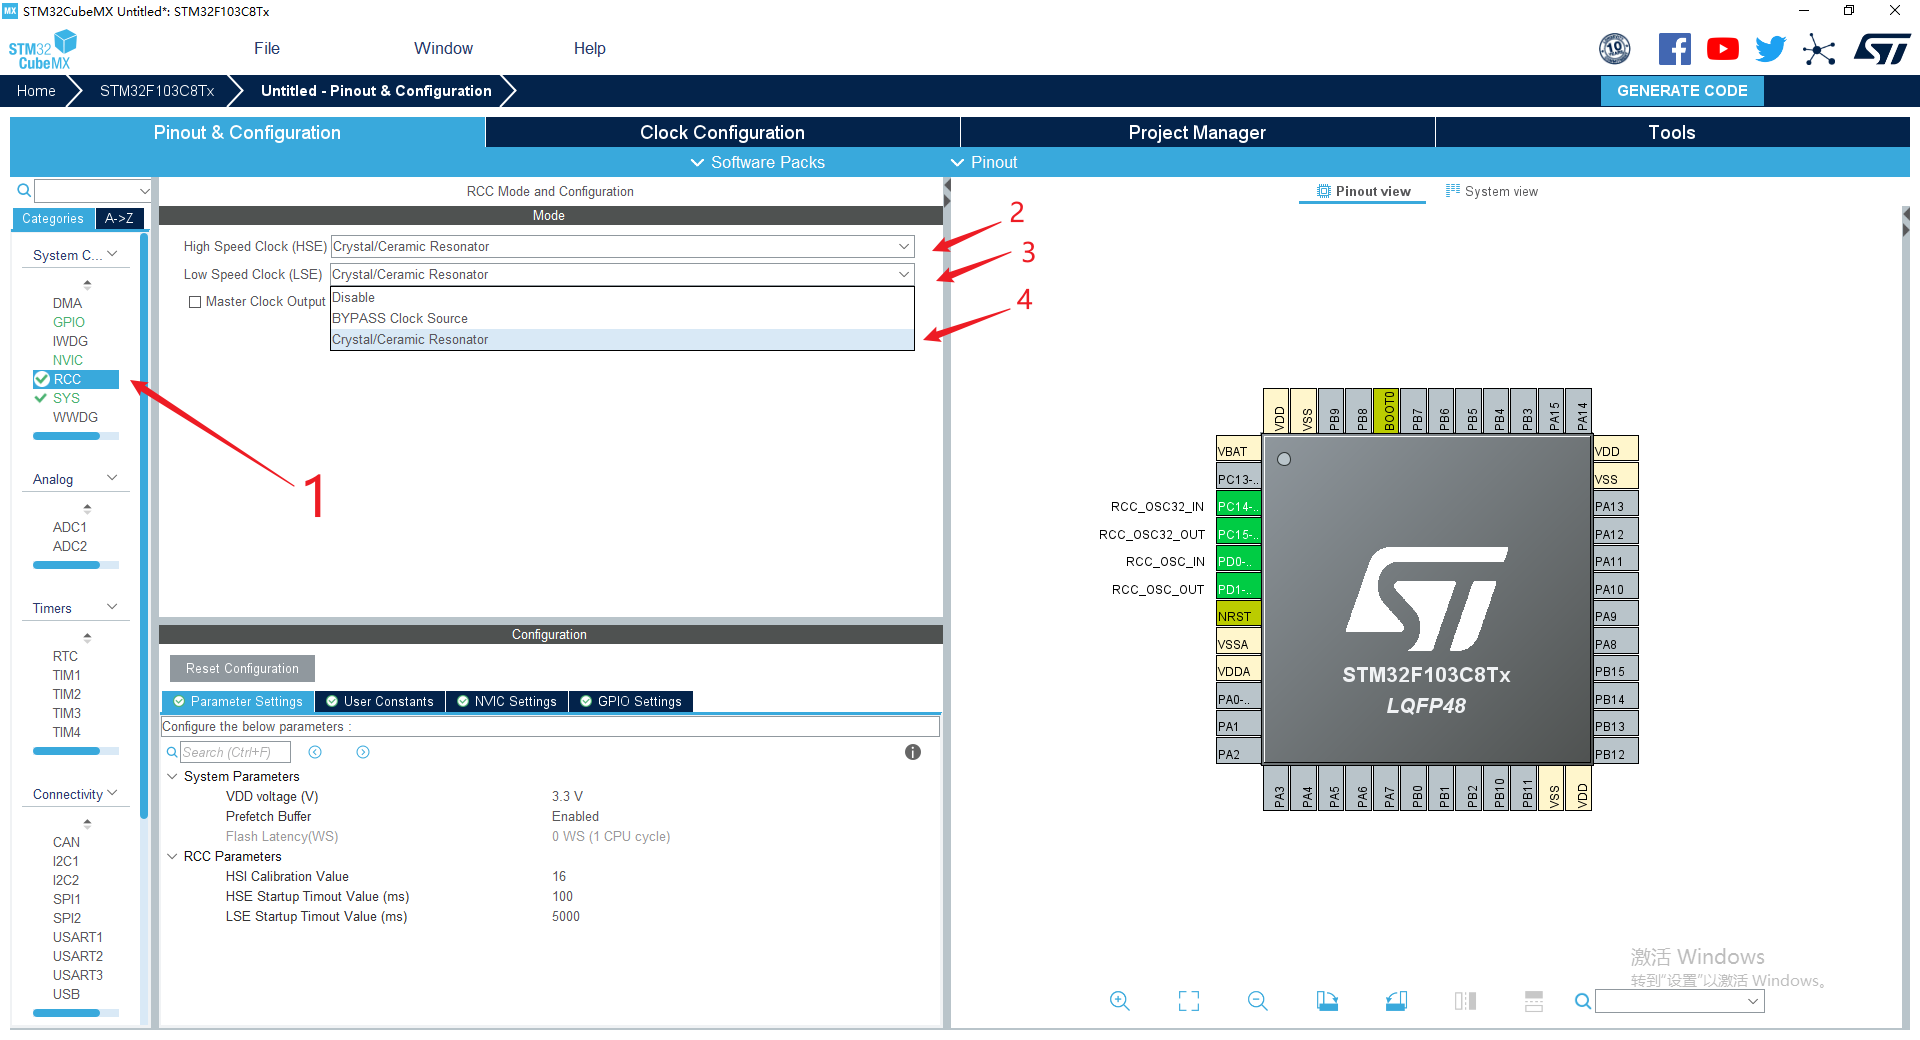 MX STM32CubeMX Untitled*: STM32F103C8Tx
STM32
CubeMX
File
Window
Help
10
Home
STM32F103C8Tx
Untitled - Pinout & Configuration
GENERATE CODE
Pinout & Configuration
Clock Configuration
Project Manager
Tools
Software Packs
Pinout
Categories
A->Z
RCC Mode and Configuration
Pinout view
System view
Mode
High Speed Clock (HSE) Crystal/Ceramic Resonator
2
Low Speed Clock (LSE) Crystal/Ceramic Resonator
3
Master Clock Output
Disable
BYPASS Clock Source
Crystal/Ceramic Resonator
4
1
System C...
DMA
GPIO
IWDG
NVIC
RCC
SYS
WWDG
Analog
ADC1
ADC2
Timers
RTC
TIM1
TIM2
TIM3
TIM4
Connectivity
CAN
I2C1
I2C2
SPI1
SPI2
USART1
USART2
USART3
USB
Configuration
Reset Configuration
Parameter Settings
User Constants
NVIC Settings
GPIO Settings
Configure the below parameters :
Search (Ctrl+F)
System Parameters
VDD voltage (V) 3.3 V
Prefetch Buffer Enabled
Flash Latency(WS) 0 WS (1 CPU cycle)
RCC Parameters
HSI Calibration Value 16
HSE Startup Timout Value (ms) 100
LSE Startup Timout Value (ms) 5000
VDD
VSS
PB9
PB8
BOOT0
PB7
PB6
PB5
PB4
PB3
PA15
PA14
VBAT
PC13-..
RCC_OSC32_IN PC14-..
RCC_OSC32_OUT PC15-..
RCC_OSC_IN PD0-..
RCC_OSC_OUT PD1-..
NRST
VSSA
VDDA
PA0-..
PA1
PA2
VDD
VSS
PA13
PA12
PA11
PA10
PA9
PA8
PB15
PB14
PB13
PB12
ST
STM32F103C8Tx
LQFP48
PA3
PA4
PA5
PA6
PA7
PB0
PB1
PB2
PB10
PB11
VSS
VDD
激活 Windows
转到“设置”以激活 Windows。